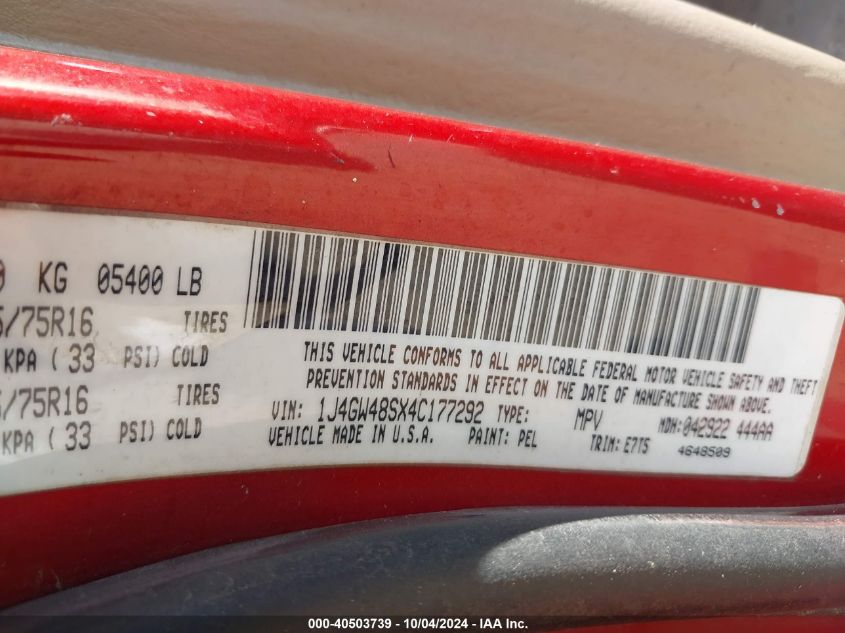 KG 05400 LB
/75R16 TIRES
KPA ( 33 PSI) COLD
/75R16 TIRES
KPA ( 33 PSI) COLD
THIS VEHICLE CONFORMS TO ALL APPLICABLE FEDERAL MOTOR VEHICLE SAFETY AND THEFT
PREVENTION STANDARDS IN EFFECT ON THE DATE OF MANUFACTURE SHOWN ABOVE.
VIN: 1J4GW48SX4C177292 TYPE: MPV MDH:042922 444AA
VEHICLE MADE IN U.S.A. PAINT: PEL TRIM: E7T5 4648509
000-40503739 - 10/04/2024 - IAA Inc.